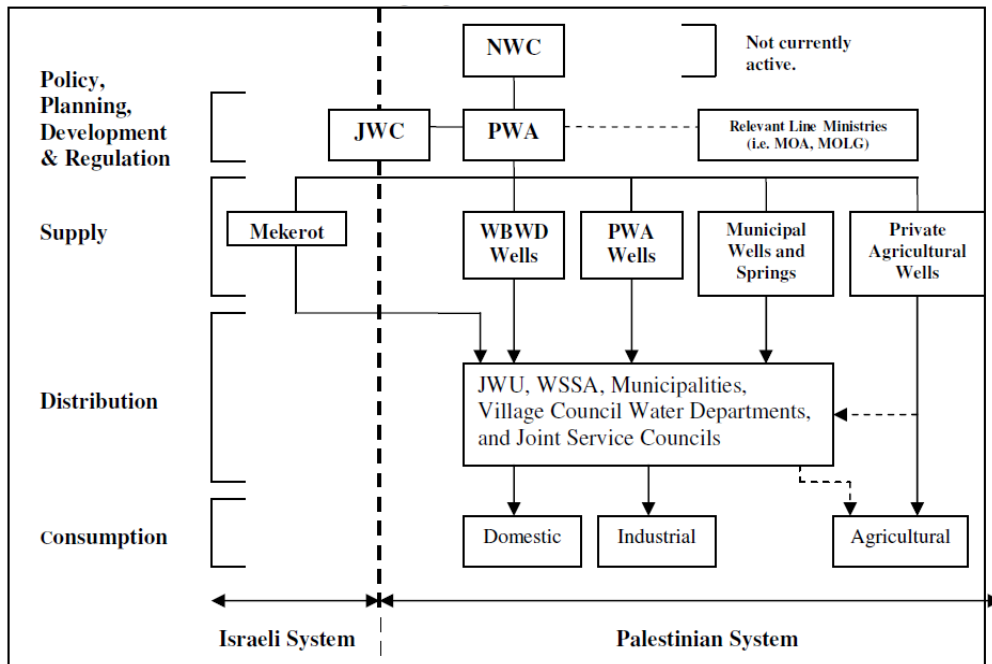 NWC
Not currently
active.
Policy,
Planning,
Development
& Regulation
JWC
PWA
Relevant Line Ministries
(i.e. MOA, MOLG)
Supply
Mekerot
WBWD
Wells
PWA
Wells
Municipal
Wells and
Springs
Private
Agricultural
Wells
Distribution
JWU, WSSA, Municipalities,
Village Council Water Departments,
and Joint Service Councils
Consumption
Domestic
Industrial
Agricultural
Israeli System
Palestinian System